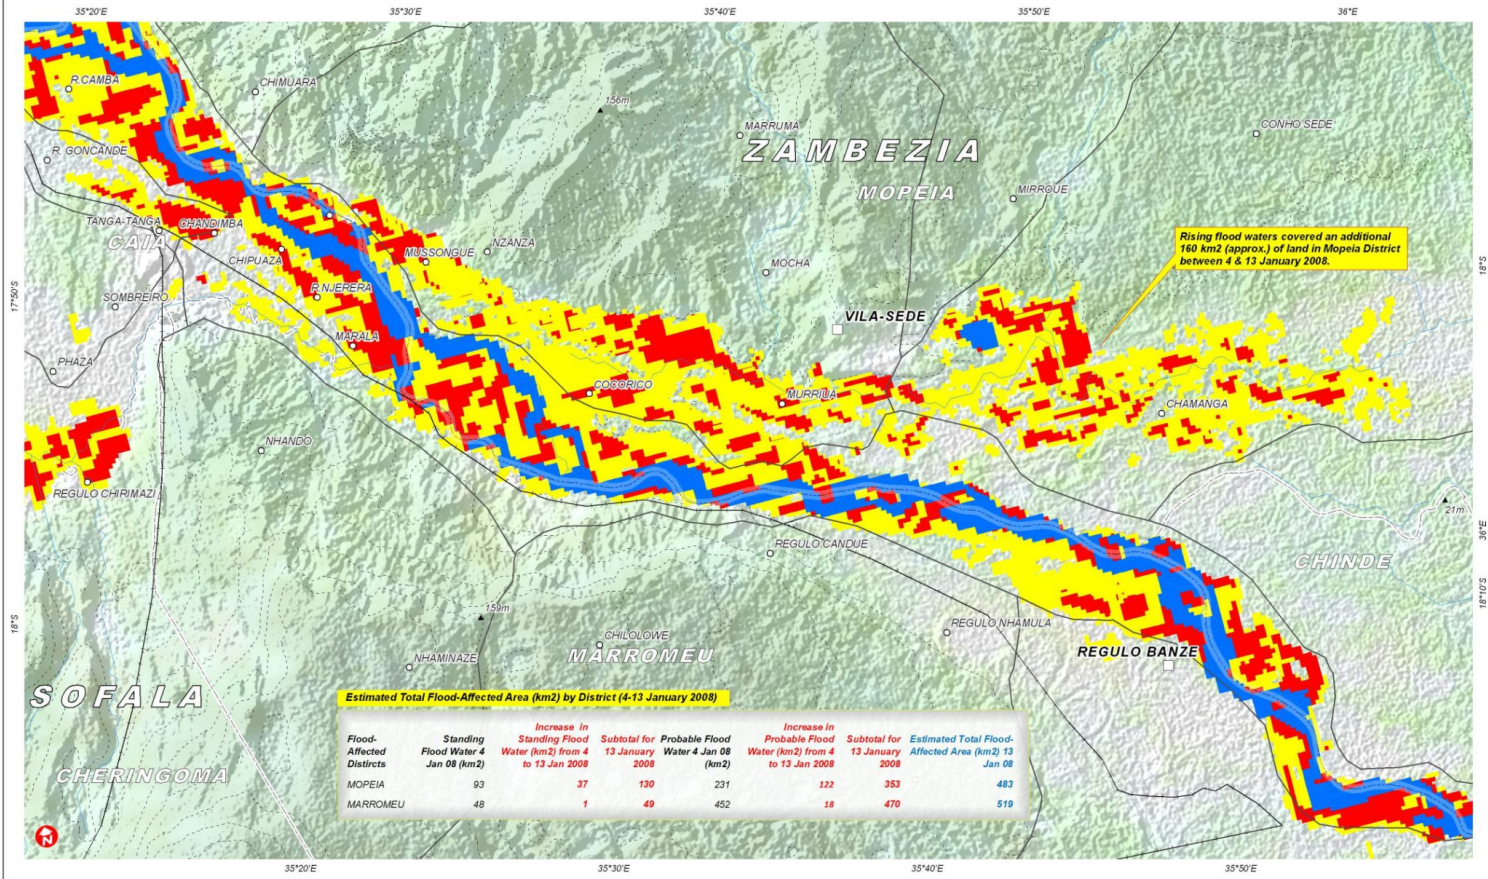 35°20'E 35°30'E 35°40'E 35°50'E 36°E
R.CAMBA
CHIMUARA
156m
MARRUMA
CONHO SEDE
ZAMBEZIA
R. GONCANDE
MOPEIA
MIRROUE
TANGA-TANGA
CHANDIMBA
CAIA
CHIPUAZA
MUSSONGUE
NZANZA
MOCHA
Rising flood waters covered an additional
160 km2 (approx.) of land in Mopeia District
between 4 & 13 January 2008.
18°S
17°50'S
SOMBREIRO
R.NJERERA
VILA-SEDE
MARALA
PHAZA
COCORICO
MURRILA
CHAMANGA
NHANDO
REGULO CHIRIMAZI
21m
36°E
REGULO CANDUE
CHINDE
18°10'S
18°S
159m
CHILOLOWE
REGULO NHAMULA
MARROMEU
NHAMINAZE
REGULO BANZE
SOFALA
CHERINGOMA
Estimated Total Flood-Affected Area (km2) by District (4-13 January 2008)
Flood-Affected Distircts
Standing Flood Water 4 Jan 08 (km2)
Increase in Standing Flood Water (km2) from 4 to 13 Jan 2008
Subtotal for 13 January 2008
Probable Flood Water 4 Jan 08 (km2)
Increase in Probable Flood Water (km2) from 4 to 13 Jan 2008
Subtotal for 13 January 2008
Estimated Total Flood-Affected Area (km2) 13 Jan 08
MOPEIA 93 37 130 231 122 353 483
MARROMEU 48 1 49 452 18 470 519
N
35°20'E 35°30'E 35°40'E 35°50'E